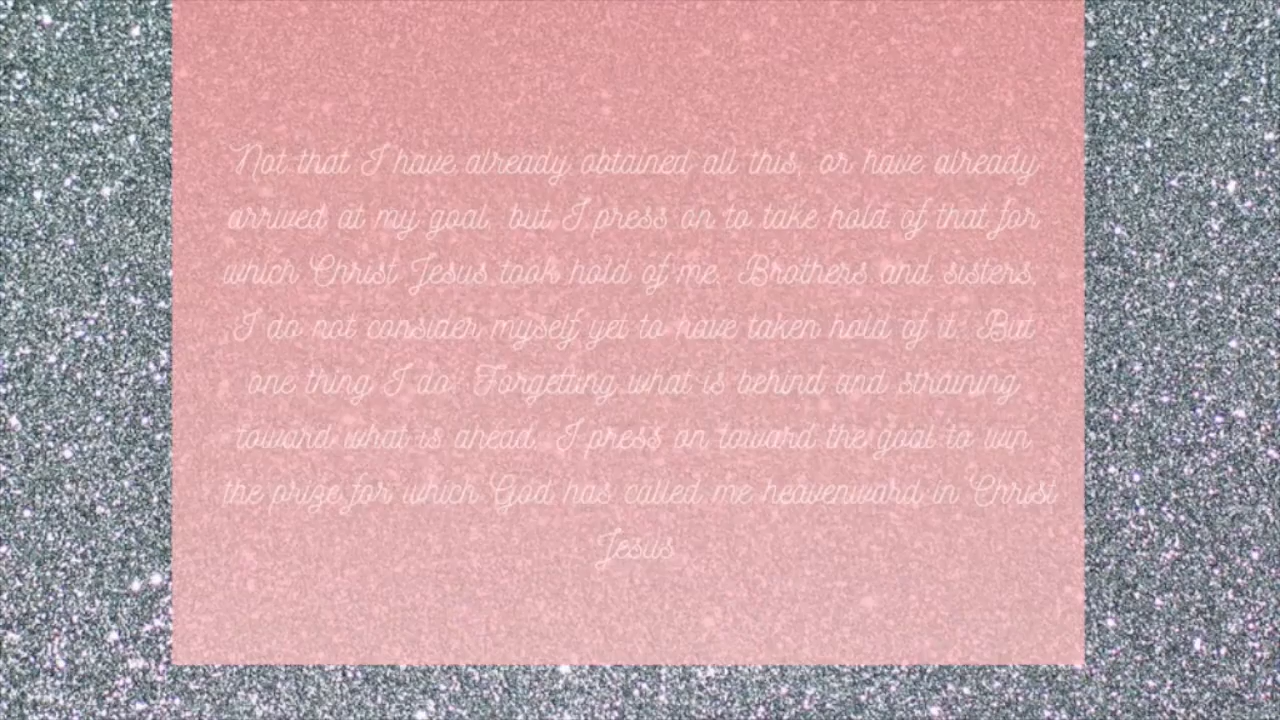 Not that I have already obtained all this, or have already
arrived at my goal, but I press on to take hold of that for
which Christ Jesus took hold of me. Brothers and sisters,
I do not consider myself yet to have taken hold of it. But
one thing I do: Forgetting what is behind and straining
toward what is ahead, I press on toward the goal to win
the prize for which God has called me heavenward in Christ
Jesus